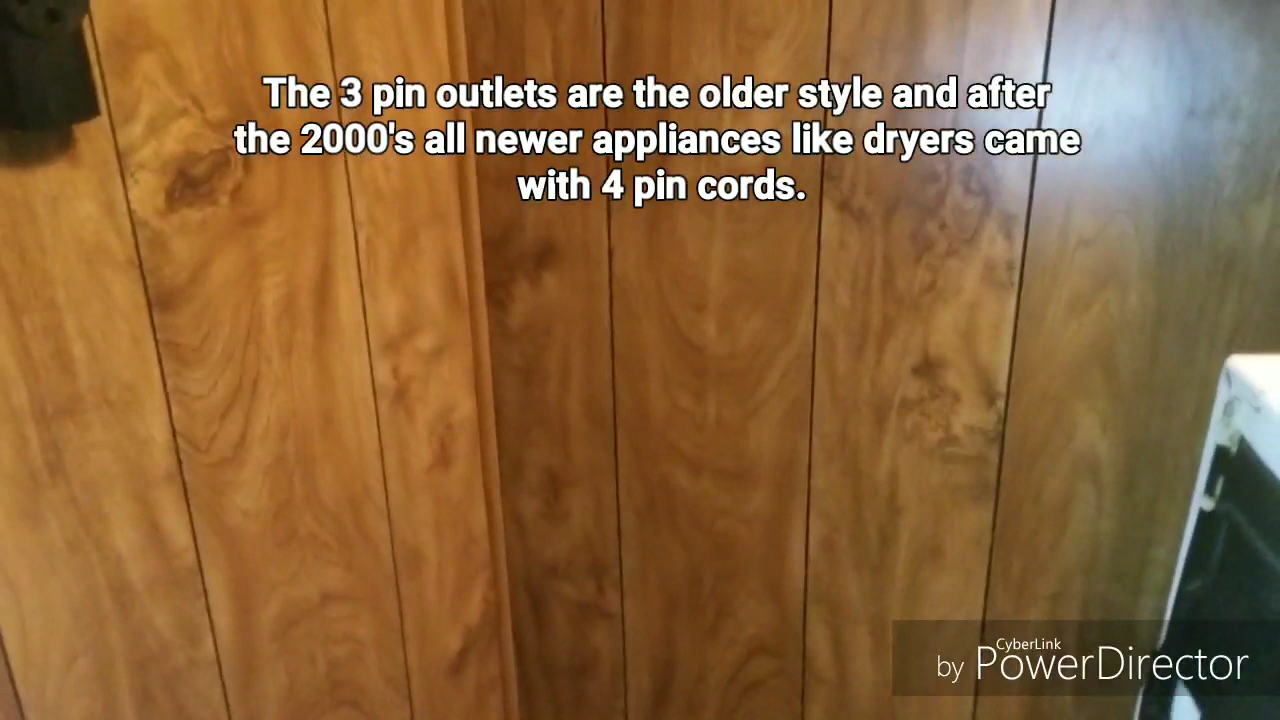 The 3 pin outlets are the older style and after
the 2000's all newer appliances like dryers came
with 4 pin cords.
CyberLink
by PowerDirector